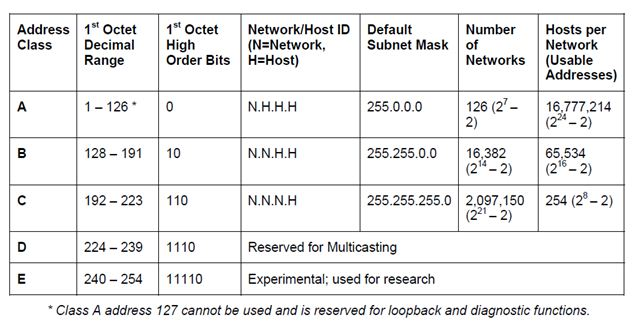 Address Class 1st Octet Decimal Range 1st Octet High Order Bits Network/Host ID (N=Network, H=Host) Default Subnet Mask Number of Networks Hosts per Network (Usable Addresses)
A 1 – 126 * 0 N.H.H.H 255.0.0.0 126 (2^7 – 2) 16,777,214 (2^24 – 2)
B 128 – 191 10 N.N.H.H 255.255.0.0 16,382 (2^14 – 2) 65,534 (2^16 – 2)
C 192 – 223 110 N.N.N.H 255.255.255.0 2,097,150 (2^21 – 2) 254 (2^8 – 2)
D 224 – 239 1110 Reserved for Multicasting
E 240 – 254 11110 Experimental; used for research
* Class A address 127 cannot be used and is reserved for loopback and diagnostic functions.